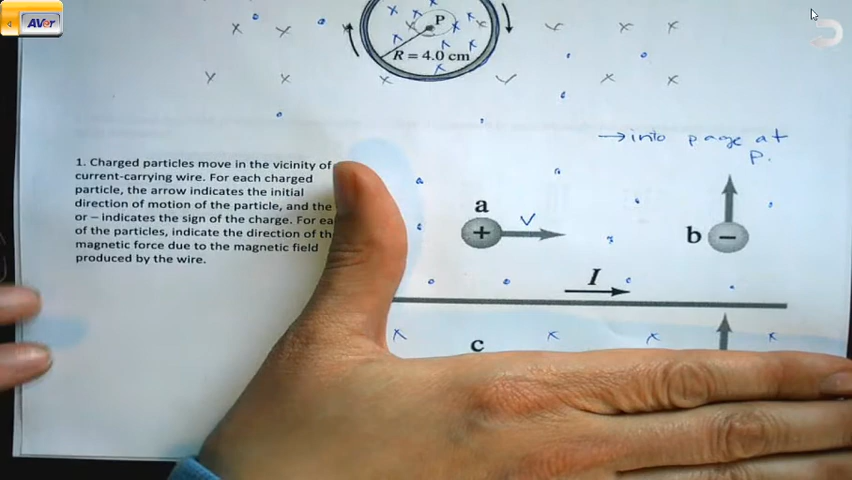 AVer
P
R = 4.0 cm
→ into page at
P.
1. Charged particles move in the vicinity of
current-carrying wire. For each charged
particle, the arrow indicates the initial
direction of motion of the particle, and the
or – indicates the sign of the charge. For
of the particles, indicate the direction of
magnetic force due to the magnetic field
produced by the wire.
a
+
V
b
–
I
c